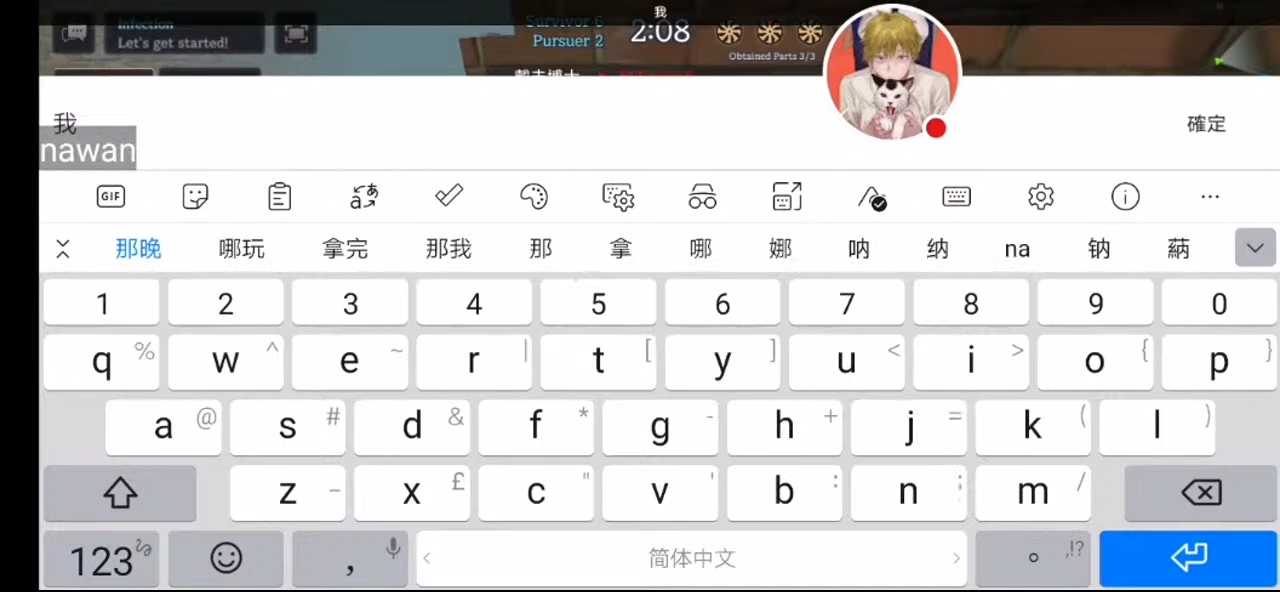 我
Infection
Let's get started!
Survivor 6
Pursuer 2
2:08
Obtained Parts 3/3
我
確定
nawan
GIF
那晚 哪玩 拿完 那我 那 拿 哪 娜 呐 纳 na 钠 蒳
1 2 3 4 5 6 7 8 9 0
q % w ^ e ~ r | t [ y ] u < i > o { p }
a @ s # d & f * g - h + j = k ( l )
z _ x £ c " v ' b : n ; m /
123 , < 简体中文 > ° ,!?